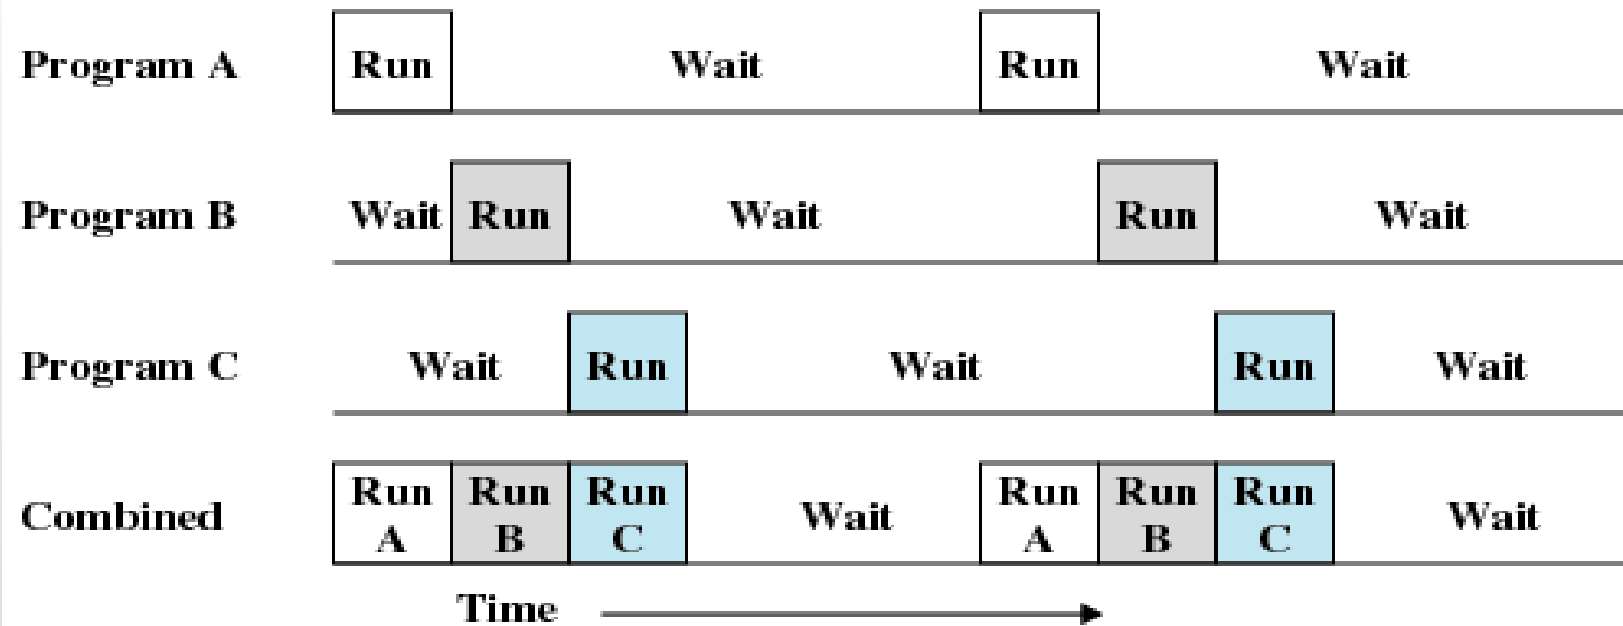 Program A Run Wait Run Wait
Program B Wait Run Wait Run Wait
Program C Wait Run Wait Run Wait
Combined Run A Run B Run C Wait Run A Run B Run C Wait
Time